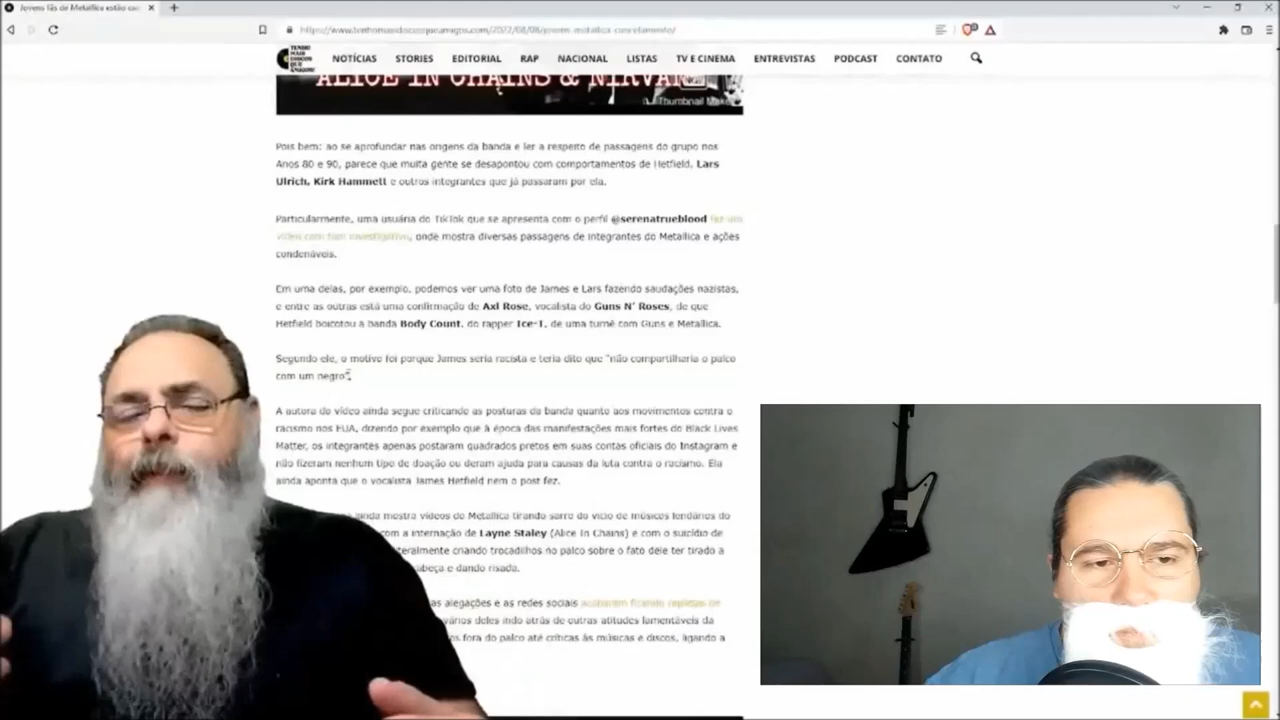 Jovens fãs de Metallica estão ca
https://www.tenhomaisdiscosqueamigos.com/2022/08/08/jovens-metallica-cancelamento/
TENHO MAIS DISCOS QUE AMIGOS!
NOTÍCIAS STORIES EDITORIAL RAP NACIONAL LISTAS TV E CINEMA ENTREVISTAS PODCAST CONTATO
ALICE IN CHAINS & NIRVANA
Thumbnail Make
Pois bem: ao se aprofundar nas origens da banda e ler a respeito de passagens do grupo nos
Anos 80 e 90, parece que muita gente se desapontou com comportamentos de Hetfield, Lars
Ulrich, Kirk Hammett e outros integrantes que já passaram por ela.
Particularmente, uma usuária do TikTok que se apresenta com o perfil @serenatrueblood fez um
vídeo com tom investigativo, onde mostra diversas passagens de integrantes do Metallica e ações
condenáveis.
Em uma delas, por exemplo, podemos ver uma foto de James e Lars fazendo saudações nazistas,
e entre as outras está uma confirmação de Axl Rose, vocalista do Guns N' Roses, de que
Hetfield boicotou a banda Body Count, do rapper Ice-T, de uma turnê com Guns e Metallica.
Segundo ele, o motivo foi porque James seria racista e teria dito que "não compartilharia o palco
com um negro".
A autora do vídeo ainda segue criticando as posturas da banda quanto aos movimentos contra o
racismo nos EUA, dizendo por exemplo que à época das manifestações mais fortes do Black Lives
Matter, os integrantes apenas postaram quadrados pretos em suas contas oficiais do Instagram e
não fizeram nenhum tipo de doação ou deram ajuda para causas da luta contra o racismo. Ela
ainda aponta que o vocalista James Hetfield nem o post fez.
ainda mostra vídeos do Metallica tirando sarro do vício de músicos lendários do
com a internação de Layne Staley (Alice In Chains) e com o suicídio de
teralmente criando trocadilhos no palco sobre o fato dele ter tirado a
abeça e dando risada.
as alegações e as redes sociais acabaram ficando repletas de
vários deles indo atrás de outras atitudes lamentáveis da
os fora do palco até críticas às músicas e discos, ligando a